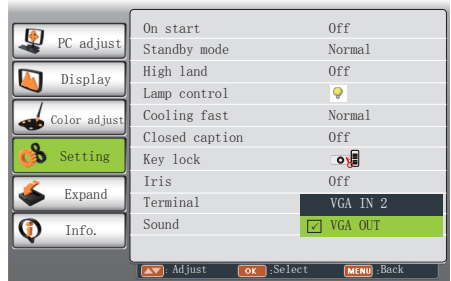 PC adjust
Display
Color adjust
Setting
Expand
Info.
On start Off
Standby mode Normal
High land Off
Lamp control
Cooling fast Normal
Closed caption Off
Key lock
Iris Off
Terminal VGA IN 2
Sound VGA OUT
: Adjust OK :Select MENU :Back